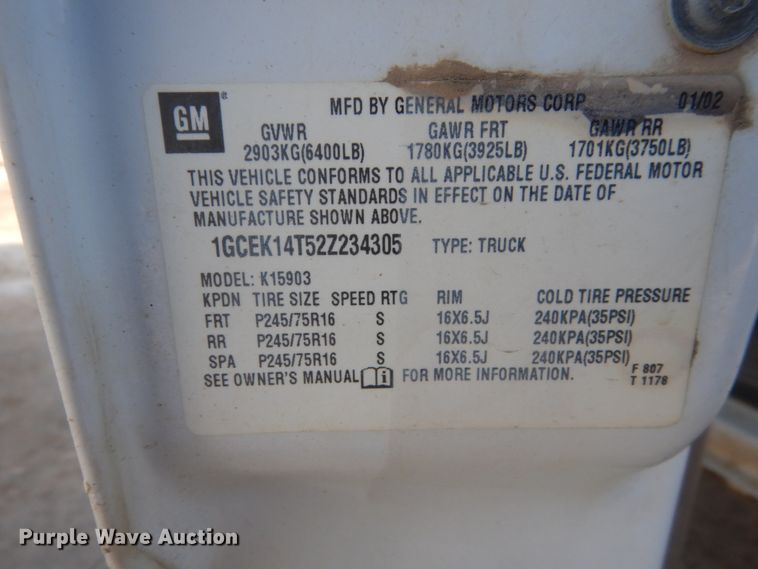 GM®
MFD BY GENERAL MOTORS CORP 01/02
GVWR GAWR FRT GAWR RR
2903KG(6400LB) 1780KG(3925LB) 1701KG(3750LB)
THIS VEHICLE CONFORMS TO ALL APPLICABLE U.S. FEDERAL MOTOR
VEHICLE SAFETY STANDARDS IN EFFECT ON THE DATE OF
MANUFACTURE SHOWN ABOVE.
1GCEK14T52Z234305 TYPE: TRUCK
MODEL: K15903
KPDN TIRE SIZE SPEED RTG RIM COLD TIRE PRESSURE
FRT P245/75R16 S 16X6.5J 240KPA(35PSI)
RR P245/75R16 S 16X6.5J 240KPA(35PSI)
SPA P245/75R16 S 16X6.5J 240KPA(35PSI)
SEE OWNER'S MANUAL i FOR MORE INFORMATION.
F 807
T 1178
Purple Wave Auction